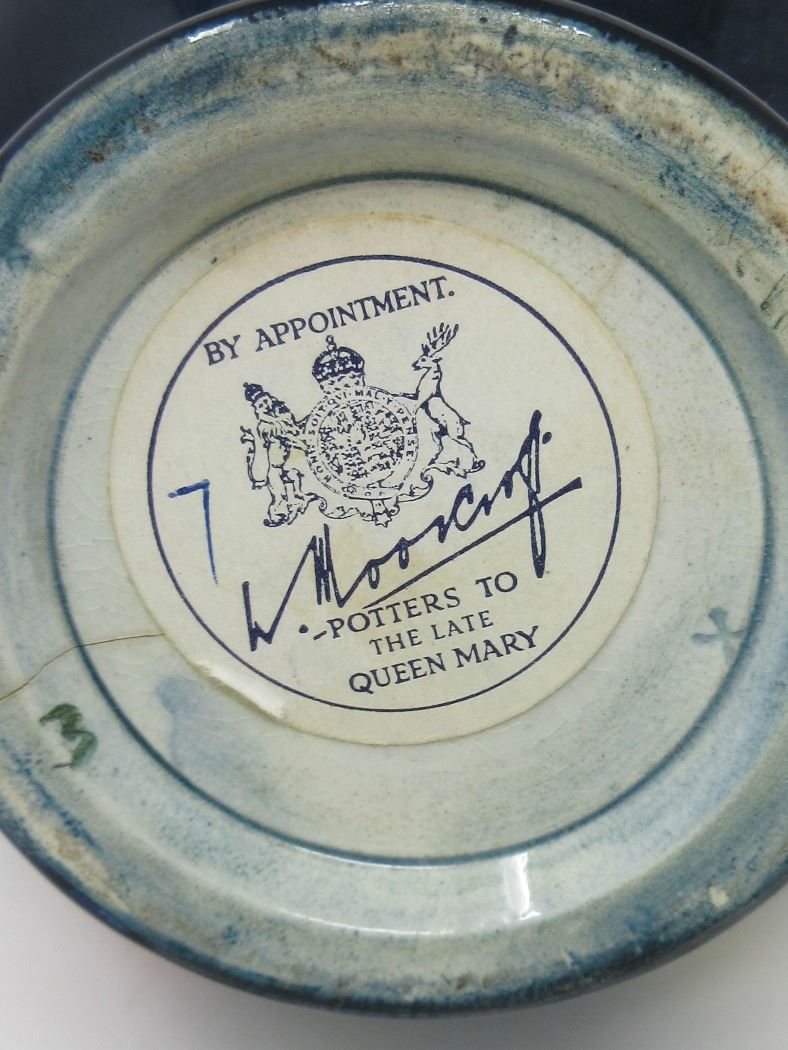 BY APPOINTMENT.
7
W. Moorcroft.
-POTTERS TO
THE LATE
QUEEN MARY
3